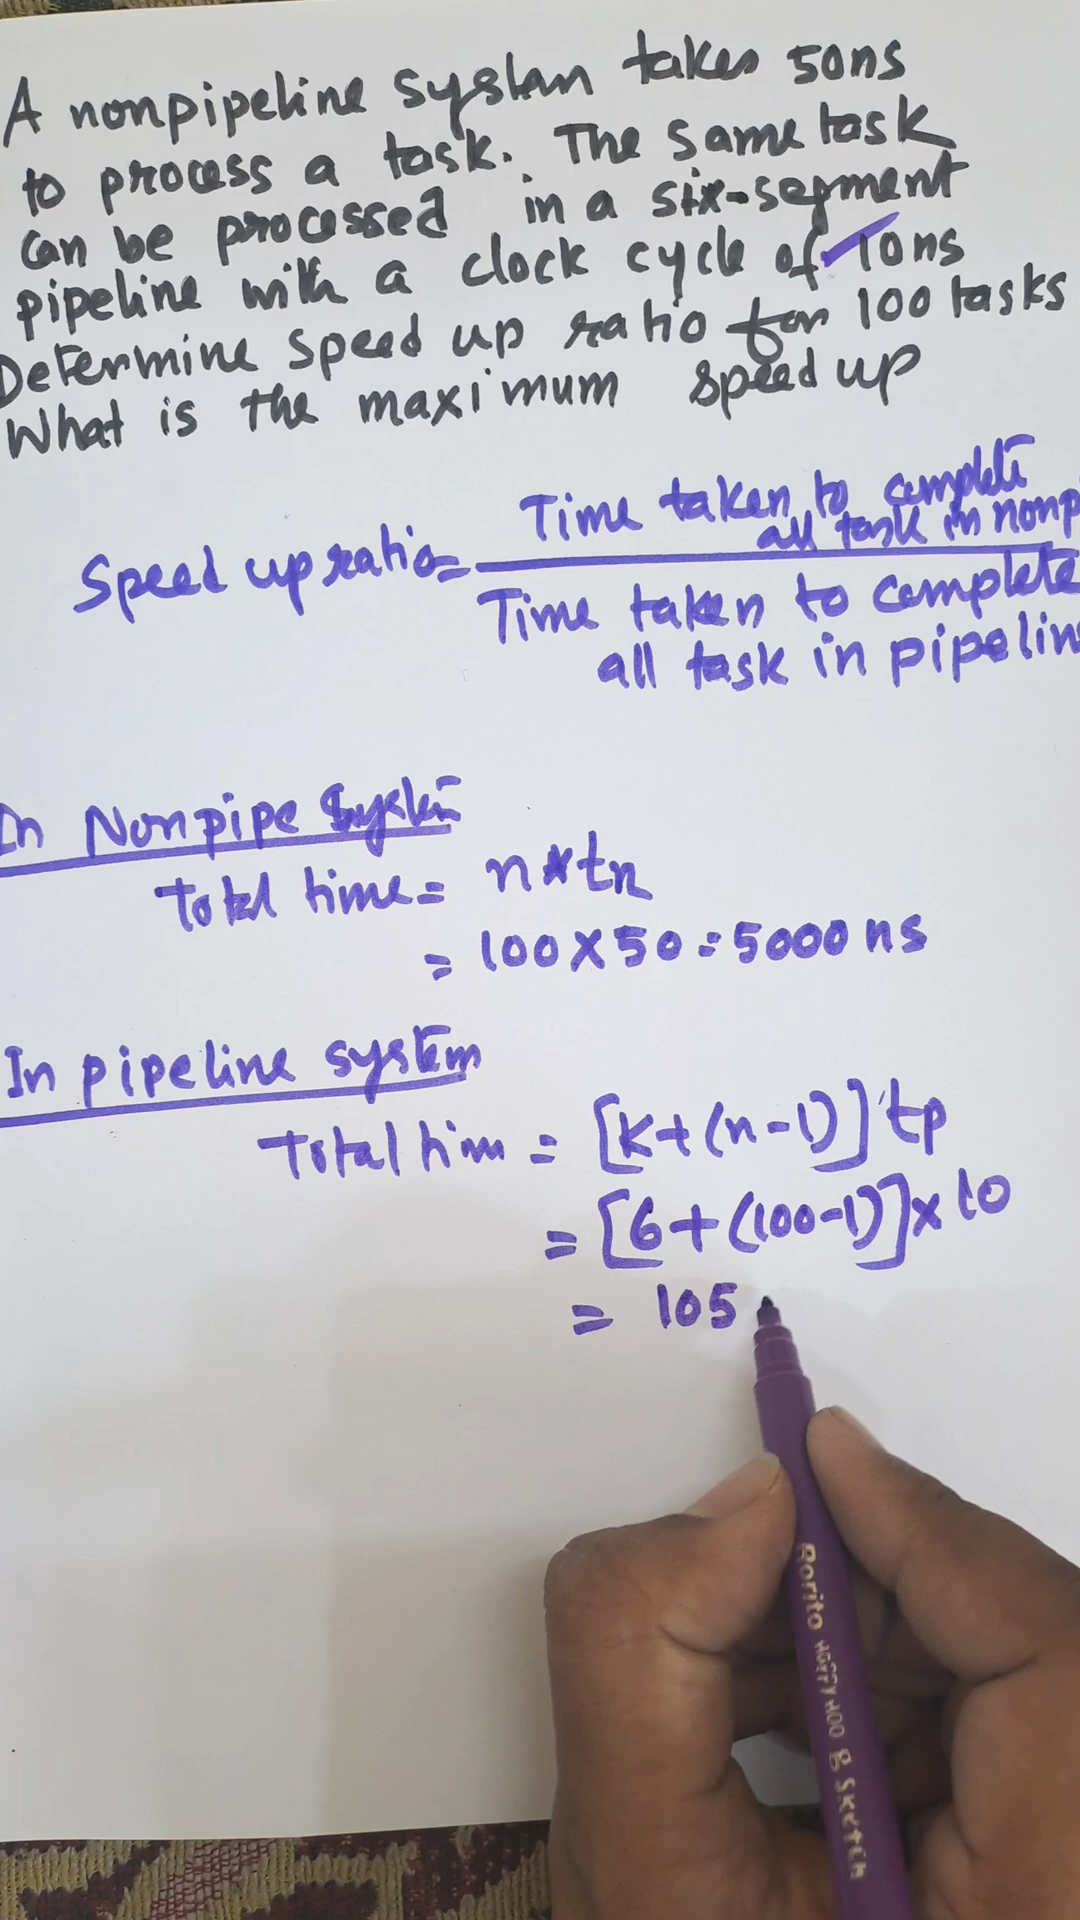 A nonpipeline system takes 50ns
to process a task. The same task
can be processed in a six-segment
pipeline with a clock cycle of 10ns
Determine speed up ratio for 100 tasks
What is the maximum speed up
Time taken to complete
all task in nonp
Speed up ratio=
Time taken to complete
all task in pipelin
In Nonpipe System
Total time = n*tn
= 100 X 50 = 5000 ns
In pipeline system
Total tim = [K+(n-1)] tp
= [6+(100-1)]x 10
= 105
Rorito
Sketch